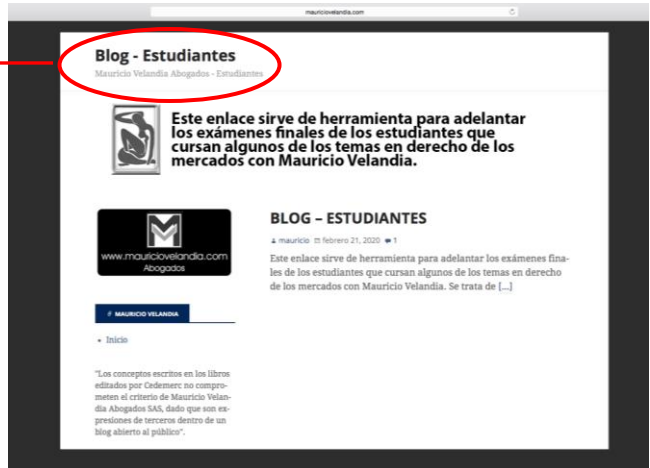 mauriciovelandia.com
Blog - Estudiantes
Mauricio Velandia Abogados - Estudiantes
Este enlace sirve de herramienta para adelantar
los exámenes finales de los estudiantes que
cursan algunos de los temas en derecho de los
mercados con Mauricio Velandia.
www.mauriciovelandia.com
Abogados
# MAURICIO VELANDIA
• Inicio
"Los conceptos escritos en los libros
editados por Cedemerc no compro-
meten el criterio de Mauricio Velan-
dia Abogados SAS, dado que son ex-
presiones de terceros dentro de un
blog abierto al público".
BLOG – ESTUDIANTES
mauricio febrero 21, 2020 1
Este enlace sirve de herramienta para adelantar los exámenes fina-
les de los estudiantes que cursan algunos de los temas en derecho
de los mercados con Mauricio Velandia. Se trata de [...]